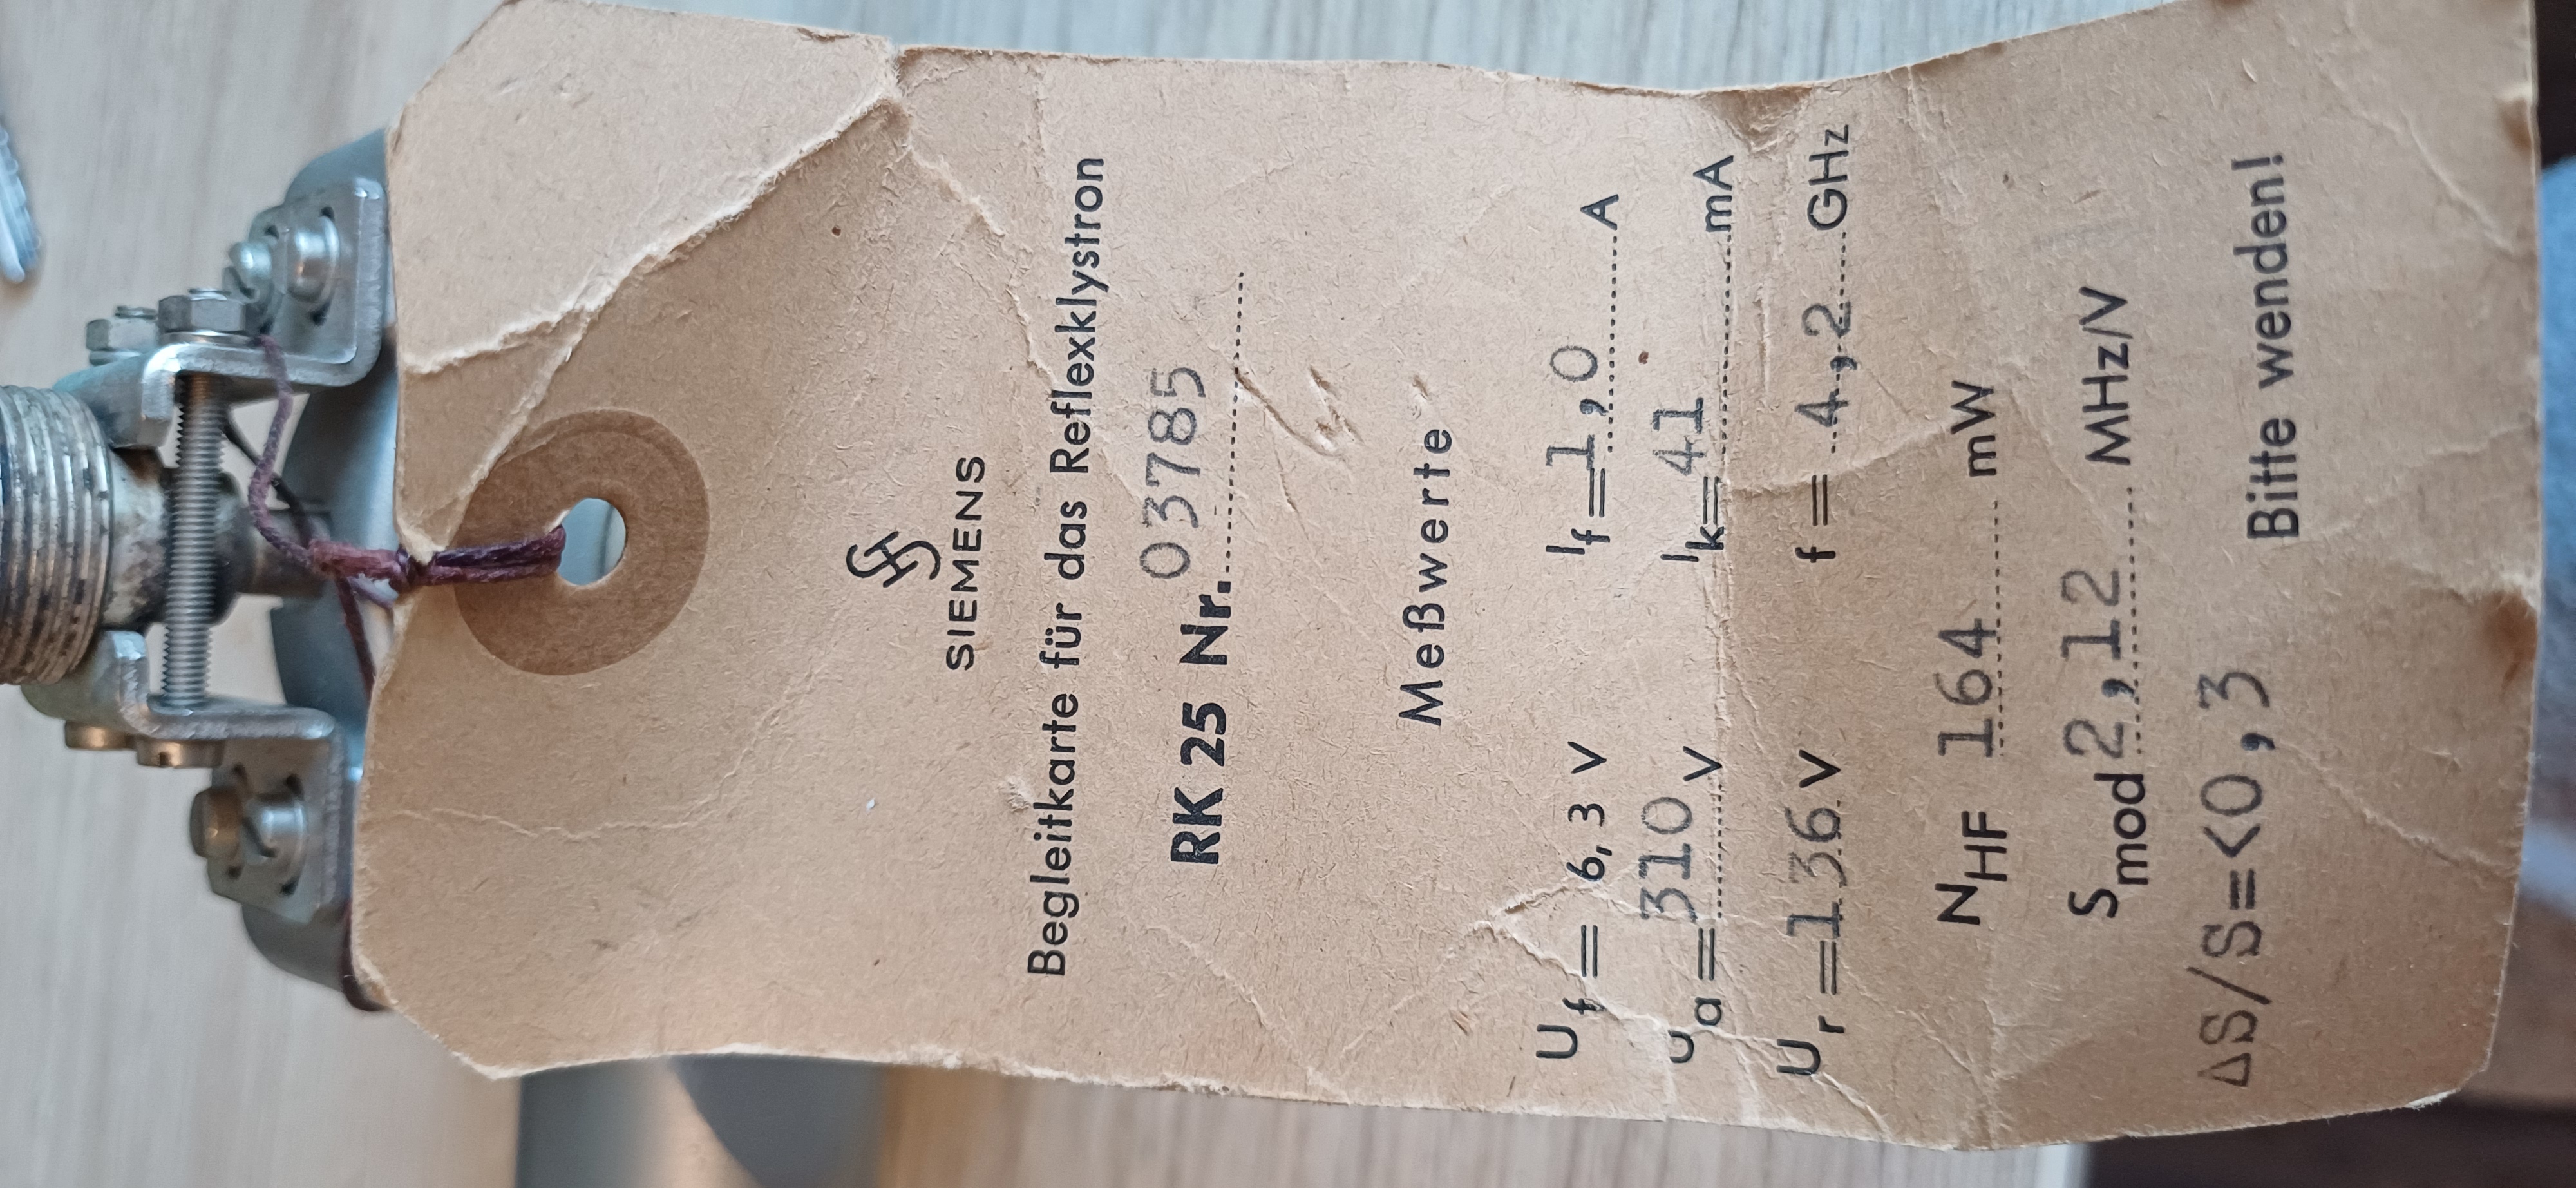 SIEMENS
Begleitkarte für das Reflexklystron
RK 25 Nr. 03785
Meßwerte
Uf = 6,3 V If = 1,0 A
Ua = 310 V Ik = 41 mA
Ur = 136 V f = 4,2 GHz
NHF 164 mW
Smod 2,12 MHz/V
ΔS/S=<0,3
Bitte wenden!